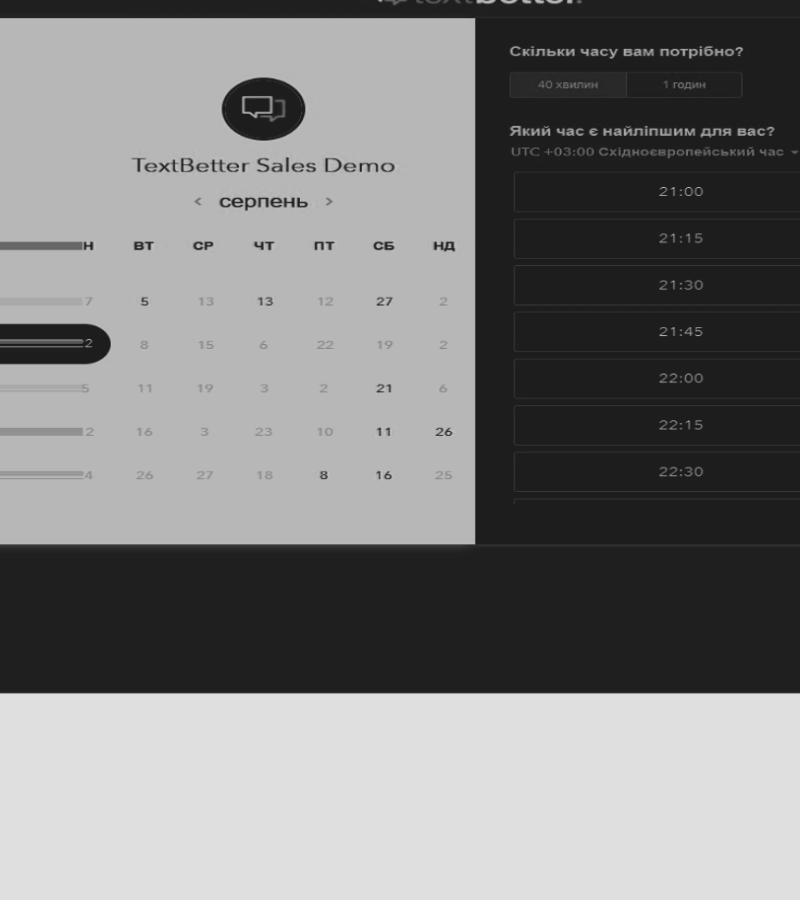 textbetter.
TextBetter Sales Demo
< серпень >
Н ВТ СР ЧТ ПТ СБ НД
7 5 13 13 12 27 2
2 8 15 6 22 19 2
5 11 19 3 2 21 6
2 16 3 23 10 11 26
4 26 27 18 8 16 25
Скільки часу вам потрібно?
40 хвилин 1 годин
Який час є найліпшим для вас?
UTC +03:00 Східноєвропейський час
21:00
21:15
21:30
21:45
22:00
22:15
22:30